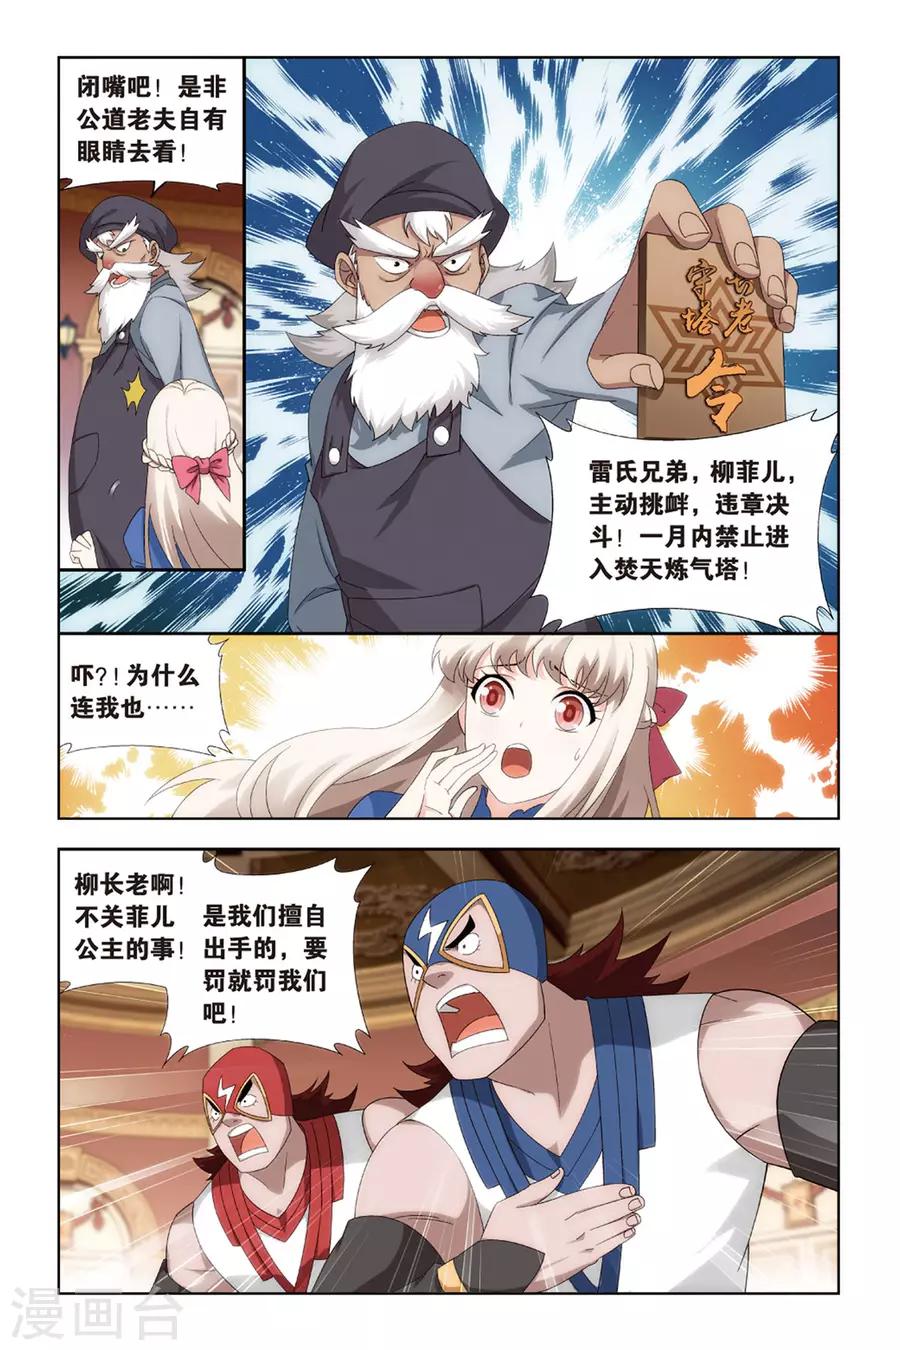 闭嘴吧！是非
公道老夫自有
眼睛去看！
守塔
长老
令
雷氏兄弟，柳菲儿，
主动挑衅，违章决
斗！一月内禁止进
入焚天炼气塔！
吓?!为什么
连我也……
柳长老啊！
不关菲儿
公主的事！
是我们擅自
出手的，要
罚就罚我们
吧！
漫画台